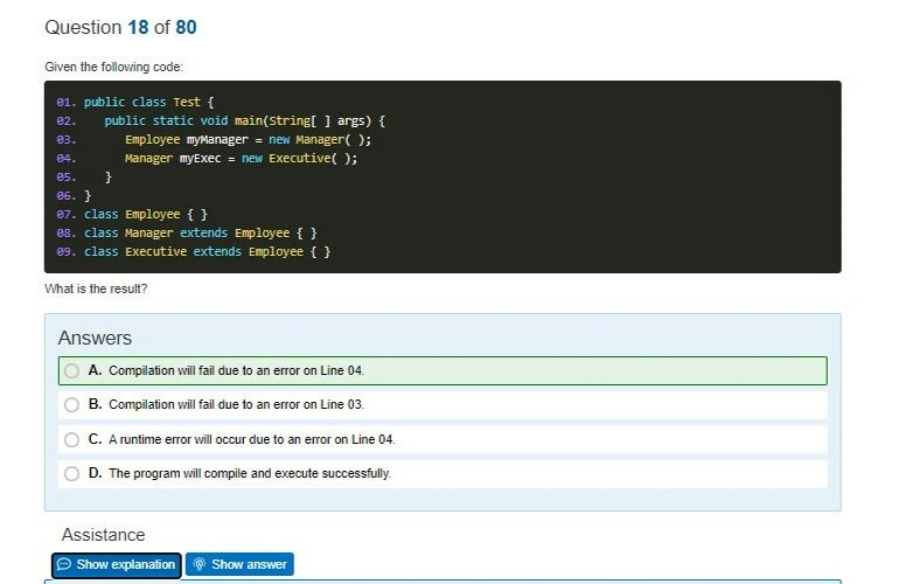 Question 18 of 80
Given the following code:
01. public class Test {
02. public static void main(String[ ] args) {
03. Employee myManager = new Manager( );
04. Manager myExec = new Executive( );
05. }
06. }
07. class Employee { }
08. class Manager extends Employee { }
09. class Executive extends Employee { }
What is the result?
Answers
A. Compilation will fail due to an error on Line 04.
B. Compilation will fail due to an error on Line 03.
C. A runtime error will occur due to an error on Line 04.
D. The program will compile and execute successfully.
Assistance
Show explanation Show answer